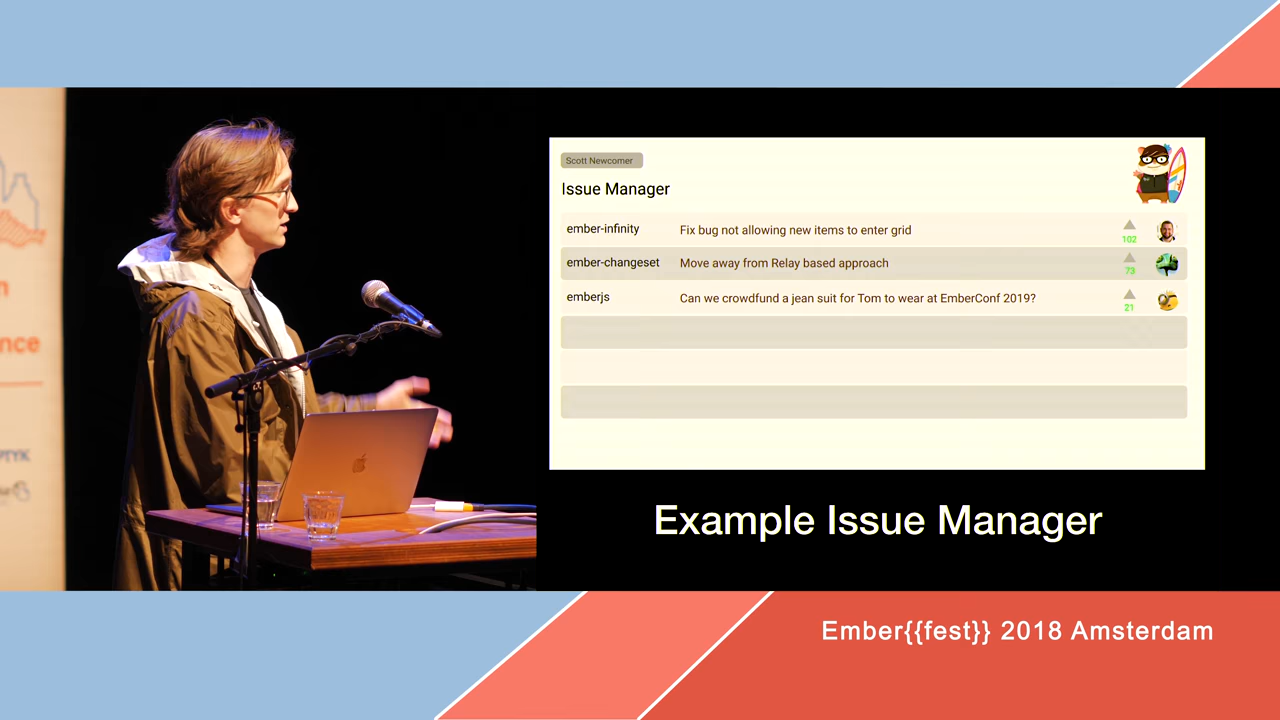 Scott Newcomer
Issue Manager
ember-infinity Fix bug not allowing new items to enter grid 102
ember-changeset Move away from Relay based approach 73
emberjs Can we crowdfund a jean suit for Tom to wear at EmberConf 2019? 21
Example Issue Manager
Ember{{fest}} 2018 Amsterdam